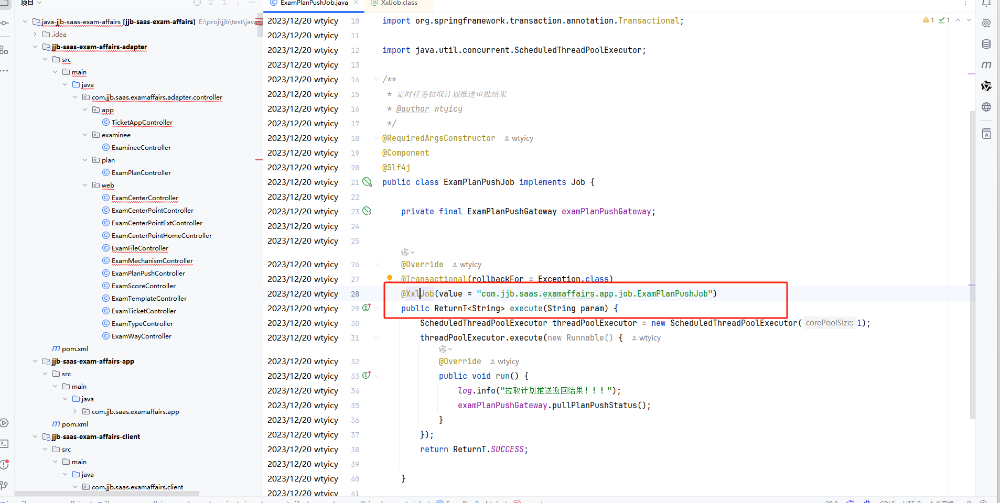 项目
java-jjb-saas-exam-affairs [jjb-saas-exam-affairs] E:\proj\jjb\test\java
.idea
jjb-saas-exam-affairs-adapter
src
main
java
com.jjb.saas.examaffairs.adapter.controller
app
TicketAppController
examinee
ExamineeController
plan
ExamPlanController
web
ExamCenterController
ExamCenterPointController
ExamCenterPointExtController
ExamCenterPointHomeController
ExamFileController
ExamMechanismController
ExamPlanPushController
ExamScoreController
ExamTemplateController
ExamTicketController
ExamTypeController
ExamWayController
pom.xml
jjb-saas-exam-affairs-app
src
main
java
com.jjb.saas.examaffairs.app
pom.xml
jjb-saas-exam-affairs-client
src
main
java
com.jjb.saas.examaffairs.client
ExamPlanPushJob.java XxlJob.class
1 1
2023/12/20 wtyicy 10 import org.springframework.transaction.annotation.Transactional;
2023/12/20 wtyicy 11
2023/12/20 wtyicy 12 import java.util.concurrent.ScheduledThreadPoolExecutor;
2023/12/20 wtyicy 13
2023/12/20 wtyicy 14 /**
2023/12/20 wtyicy 15 * 定时任务拉取计划推送审批结果
2023/12/20 wtyicy 16 * @author wtyicy
2023/12/20 wtyicy 17 */
2023/12/20 wtyicy 18 @RequiredArgsConstructor wtyicy
2023/12/20 wtyicy 19 @Component
2023/12/20 wtyicy 20 @Slf4j
2023/12/20 wtyicy 21 public class ExamPlanPushJob implements Job {
2023/12/20 wtyicy 22
2023/12/20 wtyicy 23 private final ExamPlanPushGateway examPlanPushGateway;
2023/12/20 wtyicy 24
2023/12/20 wtyicy 25
2023/12/20 wtyicy 26 @Override wtyicy
2023/12/20 wtyicy 27 @Transactional(rollbackFor = Exception.class)
2023/12/20 wtyicy 28 @XxlJob(value = "com.jjb.saas.examaffairs.app.job.ExamPlanPushJob")
2023/12/20 wtyicy 29 public ReturnT<String> execute(String param) {
2023/12/20 wtyicy 30 ScheduledThreadPoolExecutor threadPoolExecutor = new ScheduledThreadPoolExecutor( corePoolSize: 1);
2023/12/20 wtyicy 31 threadPoolExecutor.execute(new Runnable() { wtyicy
2023/12/20 wtyicy 32 @Override wtyicy
2023/12/20 wtyicy 33 public void run() {
2023/12/20 wtyicy 34 log.info("拉取计划推送返回结果！！！");
2023/12/20 wtyicy 35 examPlanPushGateway.pullPlanPushStatus();
2023/12/20 wtyicy 36 }
2023/12/20 wtyicy 37 });
2023/12/20 wtyicy 38 return ReturnT.SUCCESS;
2023/12/20 wtyicy 39
2023/12/20 wtyicy 40 }
2023/12/20 wtyicy 41